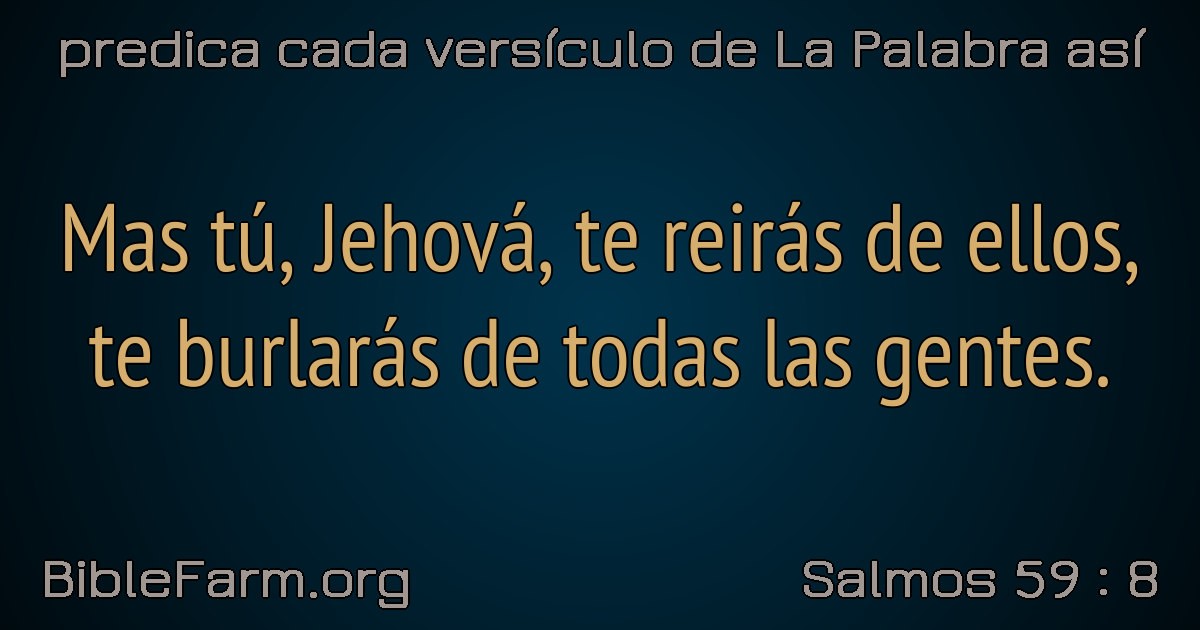 predica cada versículo de La Palabra así
Mas tú, Jehová, te reirás de ellos,
te burlarás de todas las gentes.
BibleFarm.org
Salmos 59 : 8